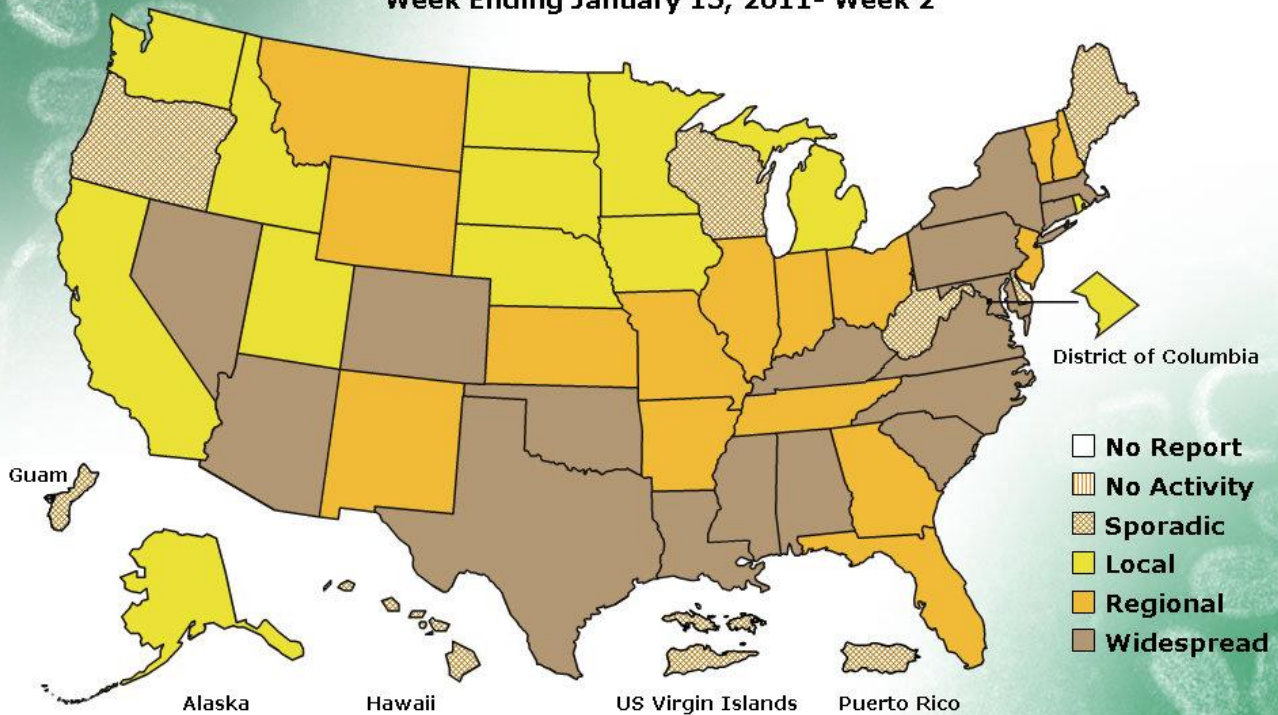 Week Ending January 15, 2011- Week 2
District of Columbia
No Report
Guam
No Activity
Sporadic
Local
Regional
Widespread
Alaska
Hawaii
US Virgin Islands
Puerto Rico